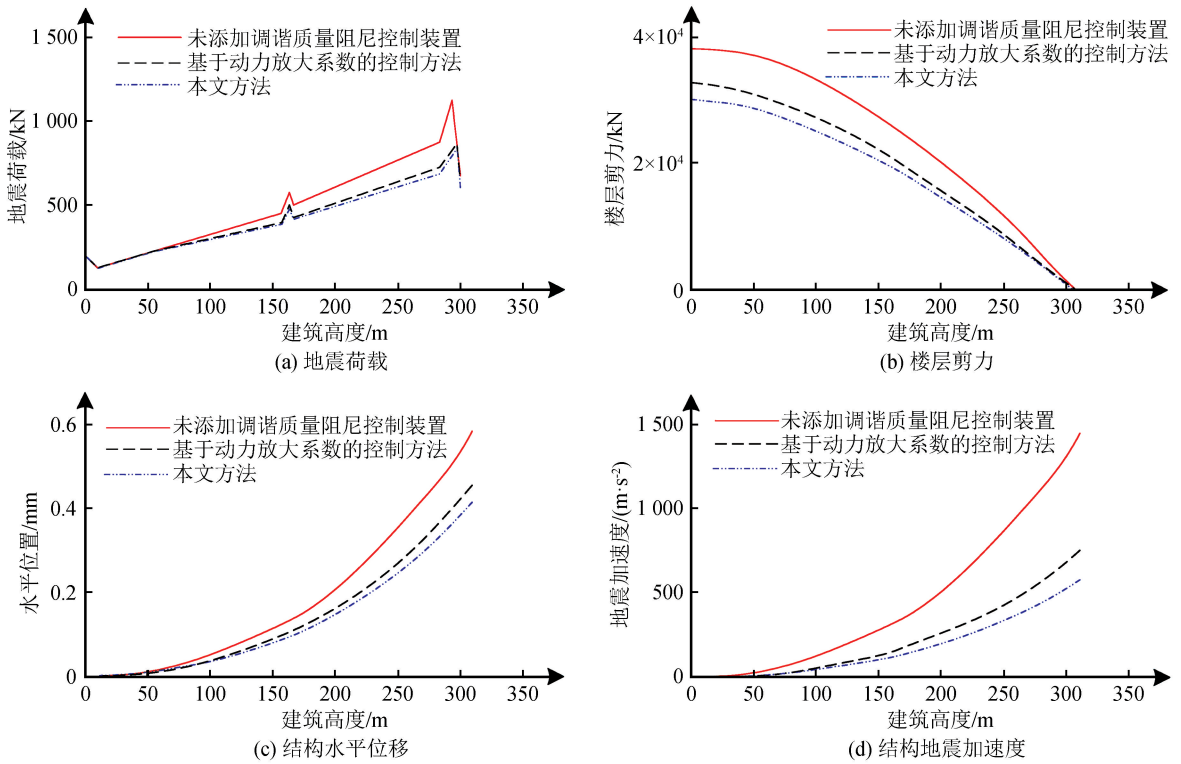 1 500
1 000
500
0
地震荷载/kN
未添加调谐质量阻尼控制装置
基于动力放大系数的控制方法
本文方法
0 50 100 150 200 250 300 350
建筑高度/m
(a) 地震荷载
4×10⁴
2×10⁴
0
楼层剪力/kN
未添加调谐质量阻尼控制装置
基于动力放大系数的控制方法
本文方法
0 50 100 150 200 250 300 350
建筑高度/m
(b) 楼层剪力
0.6
0.4
0.2
0
水平位置/mm
未添加调谐质量阻尼控制装置
基于动力放大系数的控制方法
本文方法
0 50 100 150 200 250 300 350
建筑高度/m
(c) 结构水平位移
1 500
1 000
500
0
地震加速度/(m·s⁻²)
未添加调谐质量阻尼控制装置
基于动力放大系数的控制方法
本文方法
0 50 100 150 200 250 300 350
建筑高度/m
(d) 结构地震加速度